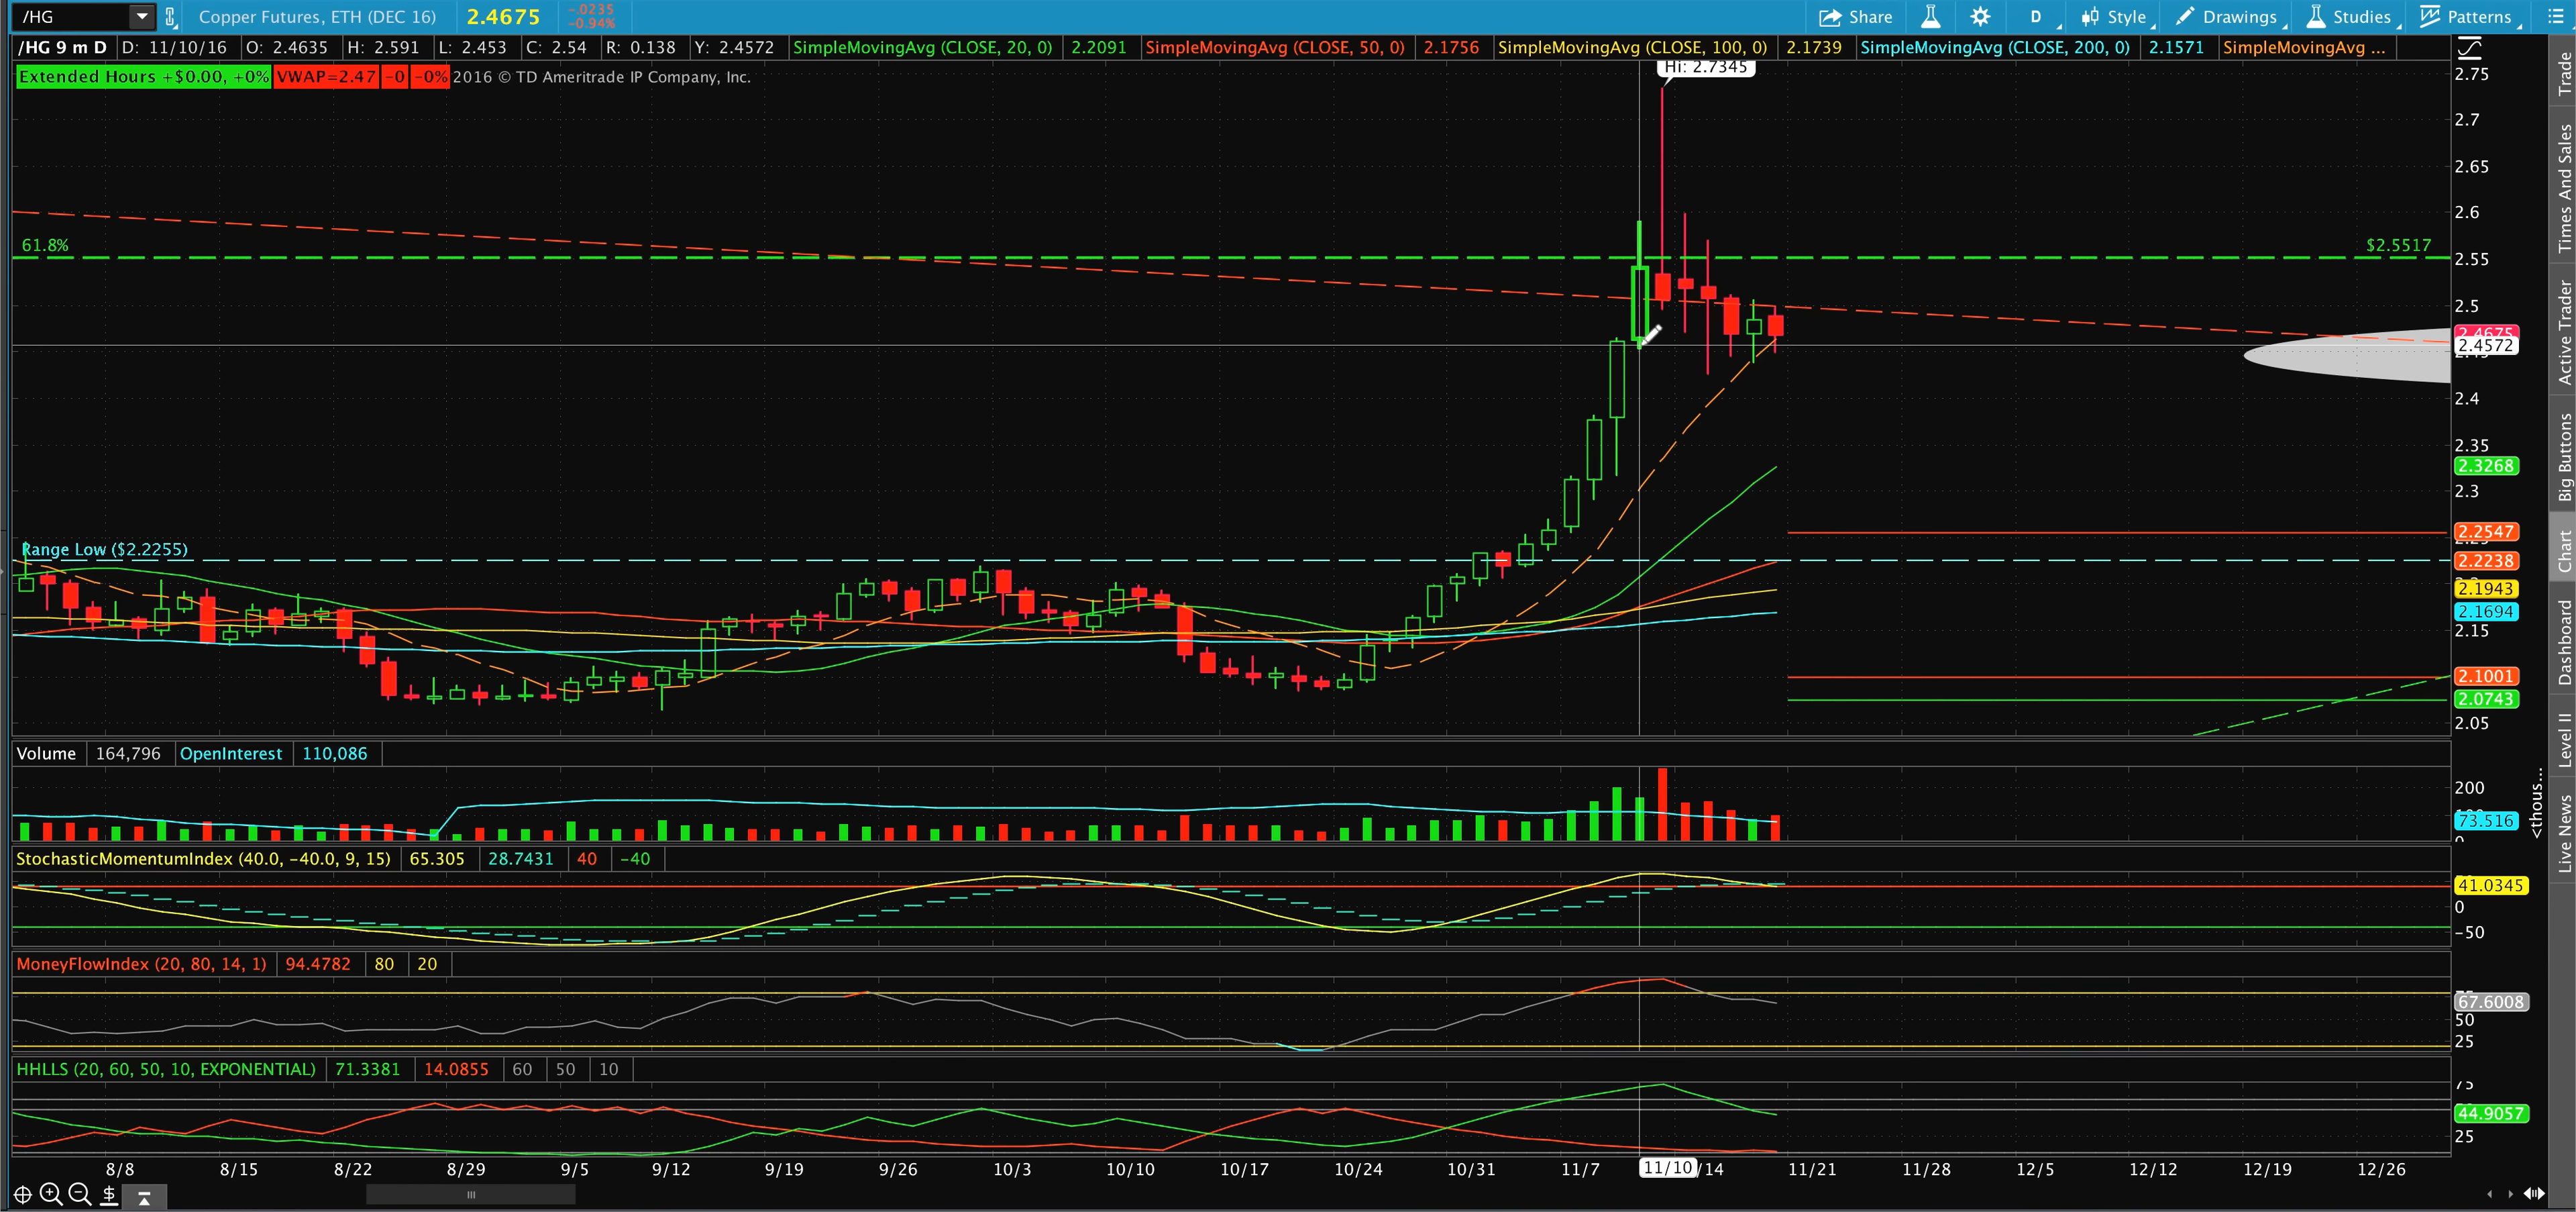 /HG Copper Futures, ETH (DEC 16) 2.4675 -.0235 -0.94% Share D Style Drawings Studies Patterns
/HG 9 m D D: 11/10/16 O: 2.4635 H: 2.591 L: 2.453 C: 2.54 R: 0.138 Y: 2.4572 SimpleMovingAvg (CLOSE, 20, 0) 2.2091 SimpleMovingAvg (CLOSE, 50, 0) 2.1756 SimpleMovingAvg (CLOSE, 100, 0) 2.1739 SimpleMovingAvg (CLOSE, 200, 0) 2.1571 SimpleMovingAvg ...
Extended Hours +$0.00, +0% VWAP=2.47 -0 -0% 2016 © TD Ameritrade IP Company, Inc.
Hi: 2.7345
2.75
2.7
2.65
2.6
61.8% $2.5517
2.55
2.5
2.4675
2.4572
2.4
2.35
2.3268
2.3
2.2547
Range Low ($2.2255)
2.2238
2.1943
2.1694
2.15
2.1001
2.0743
2.05
Volume 164,796 OpenInterest 110,086
200
73.516
<thous...
StochasticMomentumIndex (40.0, -40.0, 9, 15) 65.305 28.7431 40 -40
41.0345
0
-50
MoneyFlowIndex (20, 80, 14, 1) 94.4782 80 20
67.6008
50
25
HHLLS (20, 60, 50, 10, EXPONENTIAL) 71.3381 14.0855 60 50 10
75
44.9057
25
8/8 8/15 8/22 8/29 9/5 9/12 9/19 9/26 10/3 10/10 10/17 10/24 10/31 11/7 11/10 /14 11/21 11/28 12/5 12/12 12/19 12/26
$
Trade
Times And Sales
Active Trader
Big Buttons
Chart
Dashboard
Level II
Live News